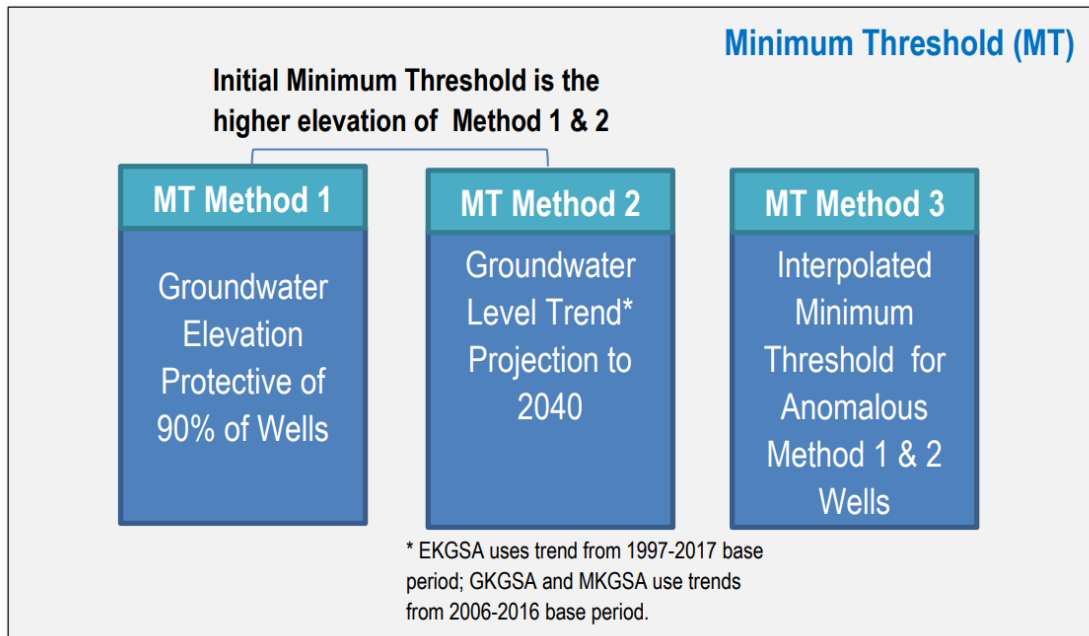 Minimum Threshold (MT)
Initial Minimum Threshold is the
higher elevation of Method 1 & 2
MT Method 1
Groundwater
Elevation
Protective of
90% of Wells
MT Method 2
Groundwater
Level Trend*
Projection to
2040
MT Method 3
Interpolated
Minimum
Threshold for
Anomalous
Method 1 & 2
Wells
* EKGSA uses trend from 1997-2017 base
period; GKGSA and MKGSA use trends
from 2006-2016 base period.